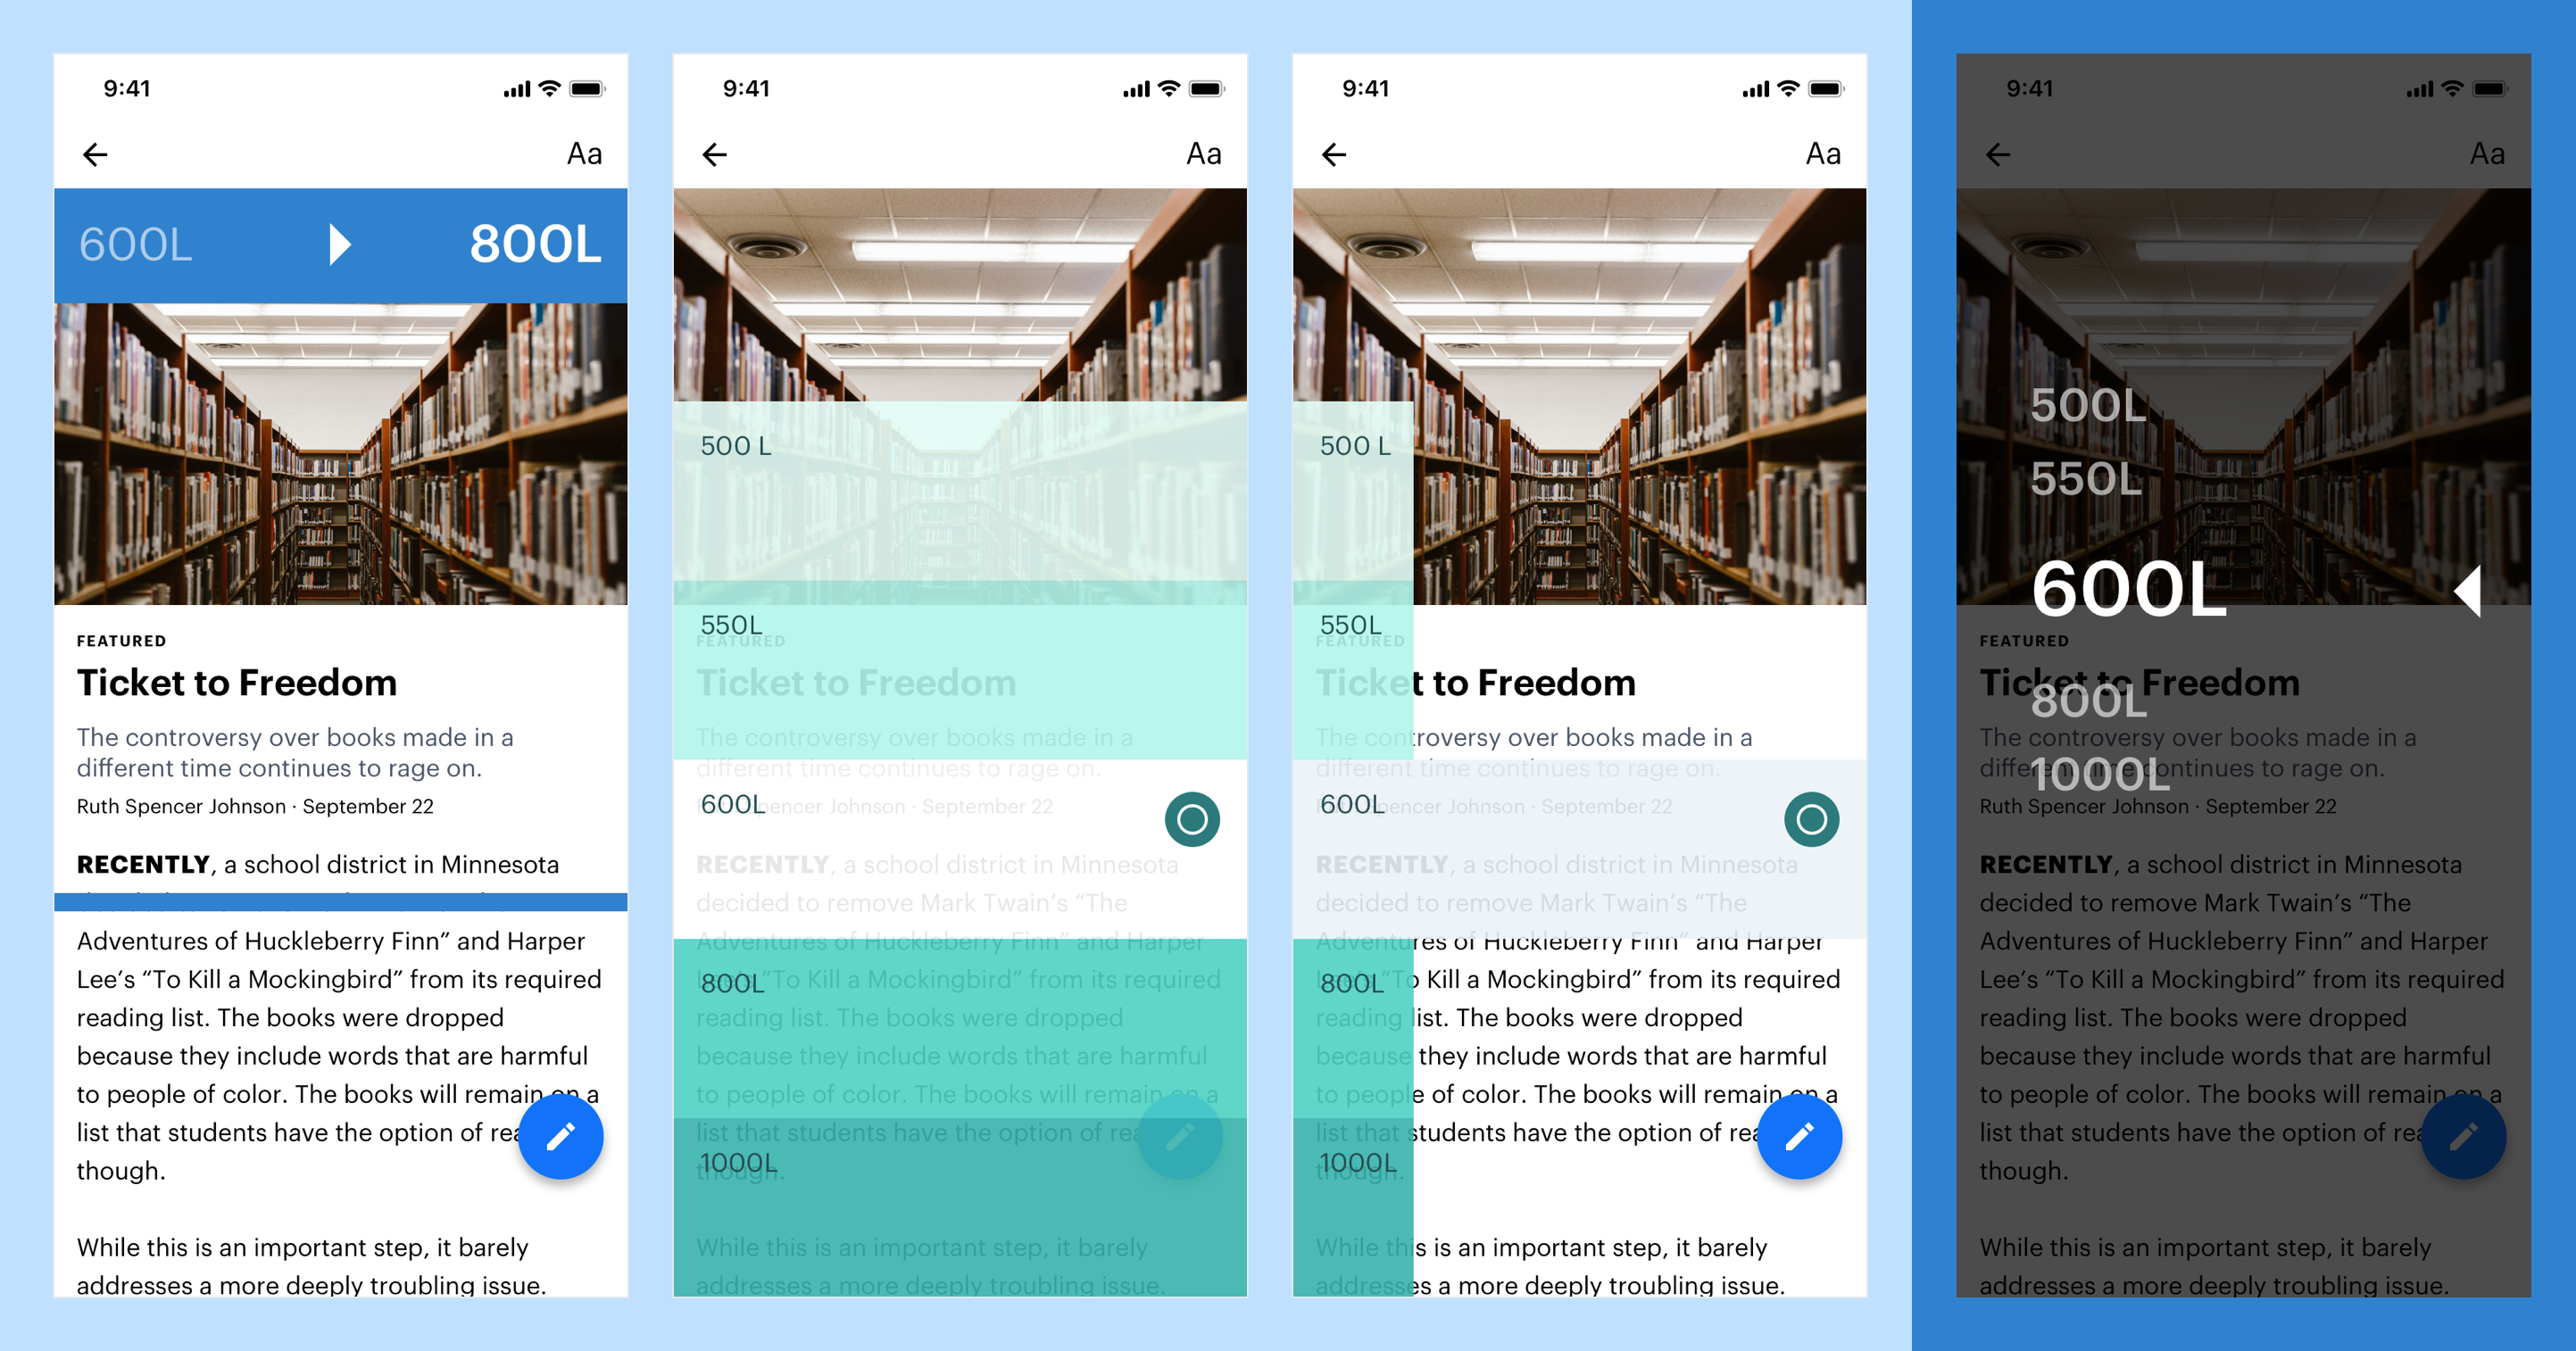 9:41
Aa
600L 800L
FEATURED
Ticket to Freedom
The controversy over books made in a
different time continues to rage on.
Ruth Spencer Johnson · September 22
RECENTLY, a school district in Minnesota
Adventures of Huckleberry Finn” and Harper
Lee’s “To Kill a Mockingbird” from its required
reading list. The books were dropped
because they include words that are harmful
to people of color. The books will remain on a
list that students have the option of
though.
While this is an important step, it barely
addresses a more deeply troubling issue.
9:41
Aa
500 L
550L
FEATURED
Ticket to Freedom
The controversy over books made in a
different time continues to rage on.
600L
Spencer Johnson · September 22
RECENTLY, a school district in Minnesota
decided to remove Mark Twain’s “The
Adventures of Huckleberry Finn” and Harper
800L
Lee’s “To Kill a Mockingbird” from its required
reading list. The books were dropped
because they include words that are harmful
to people of color. The books will remain on a
list that students have the option of
1000L
though.
While this is an important step, it barely
addresses a more deeply troubling issue.
9:41
Aa
500 L
550L
FEATURED
Ticket to Freedom
The controversy over books made in a
different time continues to rage on.
600L
Spencer Johnson · September 22
RECENTLY, a school district in Minnesota
decided to remove Mark Twain’s “The
Adventures of Huckleberry Finn” and Harper
800L
Lee’s “To Kill a Mockingbird” from its required
reading list. The books were dropped
because they include words that are harmful
to people of color. The books will remain on a
list that students have the option of
1000L
though.
While this is an important step, it barely
addresses a more deeply troubling issue.
9:41
Aa
500L
550L
600L
FEATURED
Ticket to Freedom
800L
The controversy over books made in a
different time continues to rage on.
1000L
Ruth Spencer Johnson · September 22
RECENTLY, a school district in Minnesota
decided to remove Mark Twain’s “The
Adventures of Huckleberry Finn” and Harper
Lee’s “To Kill a Mockingbird” from its required
reading list. The books were dropped
because they include words that are harmful
to people of color. The books will remain on a
list that students have the option of
though.
While this is an important step, it barely
addresses a more deeply troubling issue.